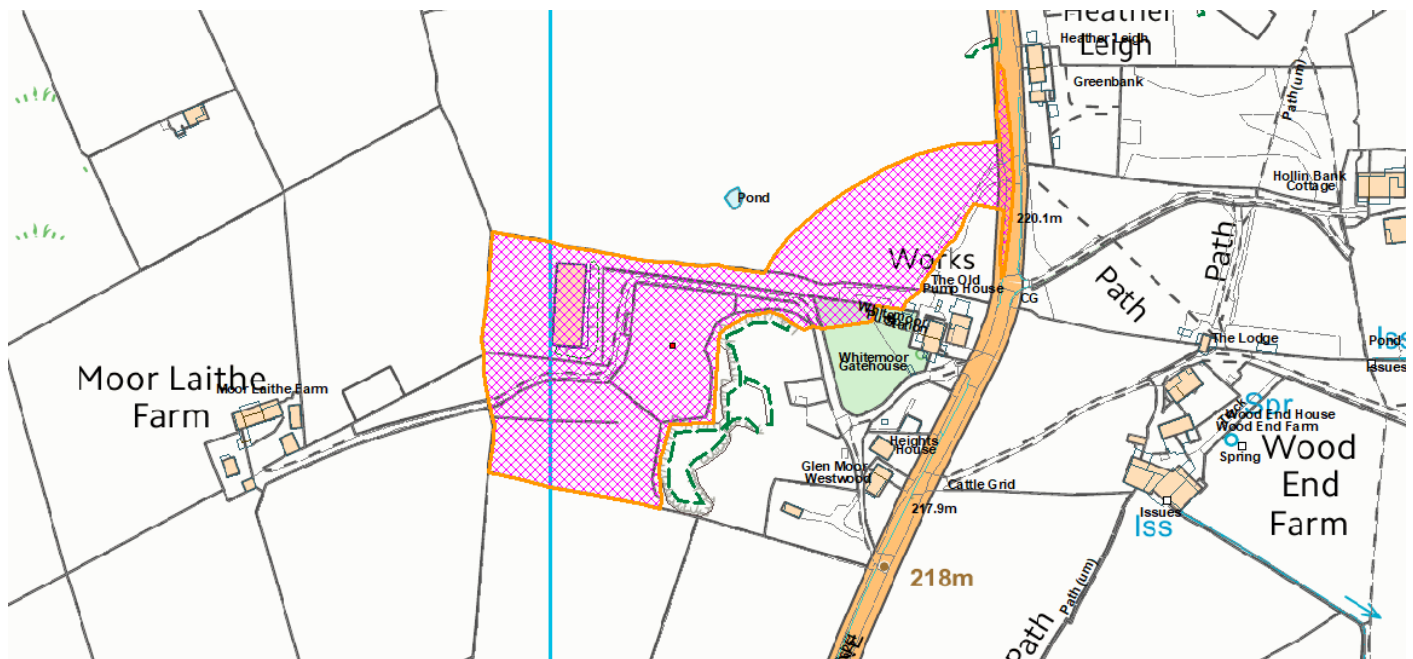 Heather
Leigh
Heather Leigh
Greenbank
Path(um)
Hollin Bank
Cottage
Pond
220.1m
Works
The Old
Pump House
CG
Path
Path
Whitemoor
Gatehouse
The Lodge
Pond
Issues
Moor Laithe
Farm
Moor Laithe Farm
Spr
Track
Wood End House
Wood End Farm
Spring
Wood
End
Farm
Heights
House
Glen Moor
Westwood
Cattle Grid
217.9m
Issues
Iss
218m
Path (um)
Path